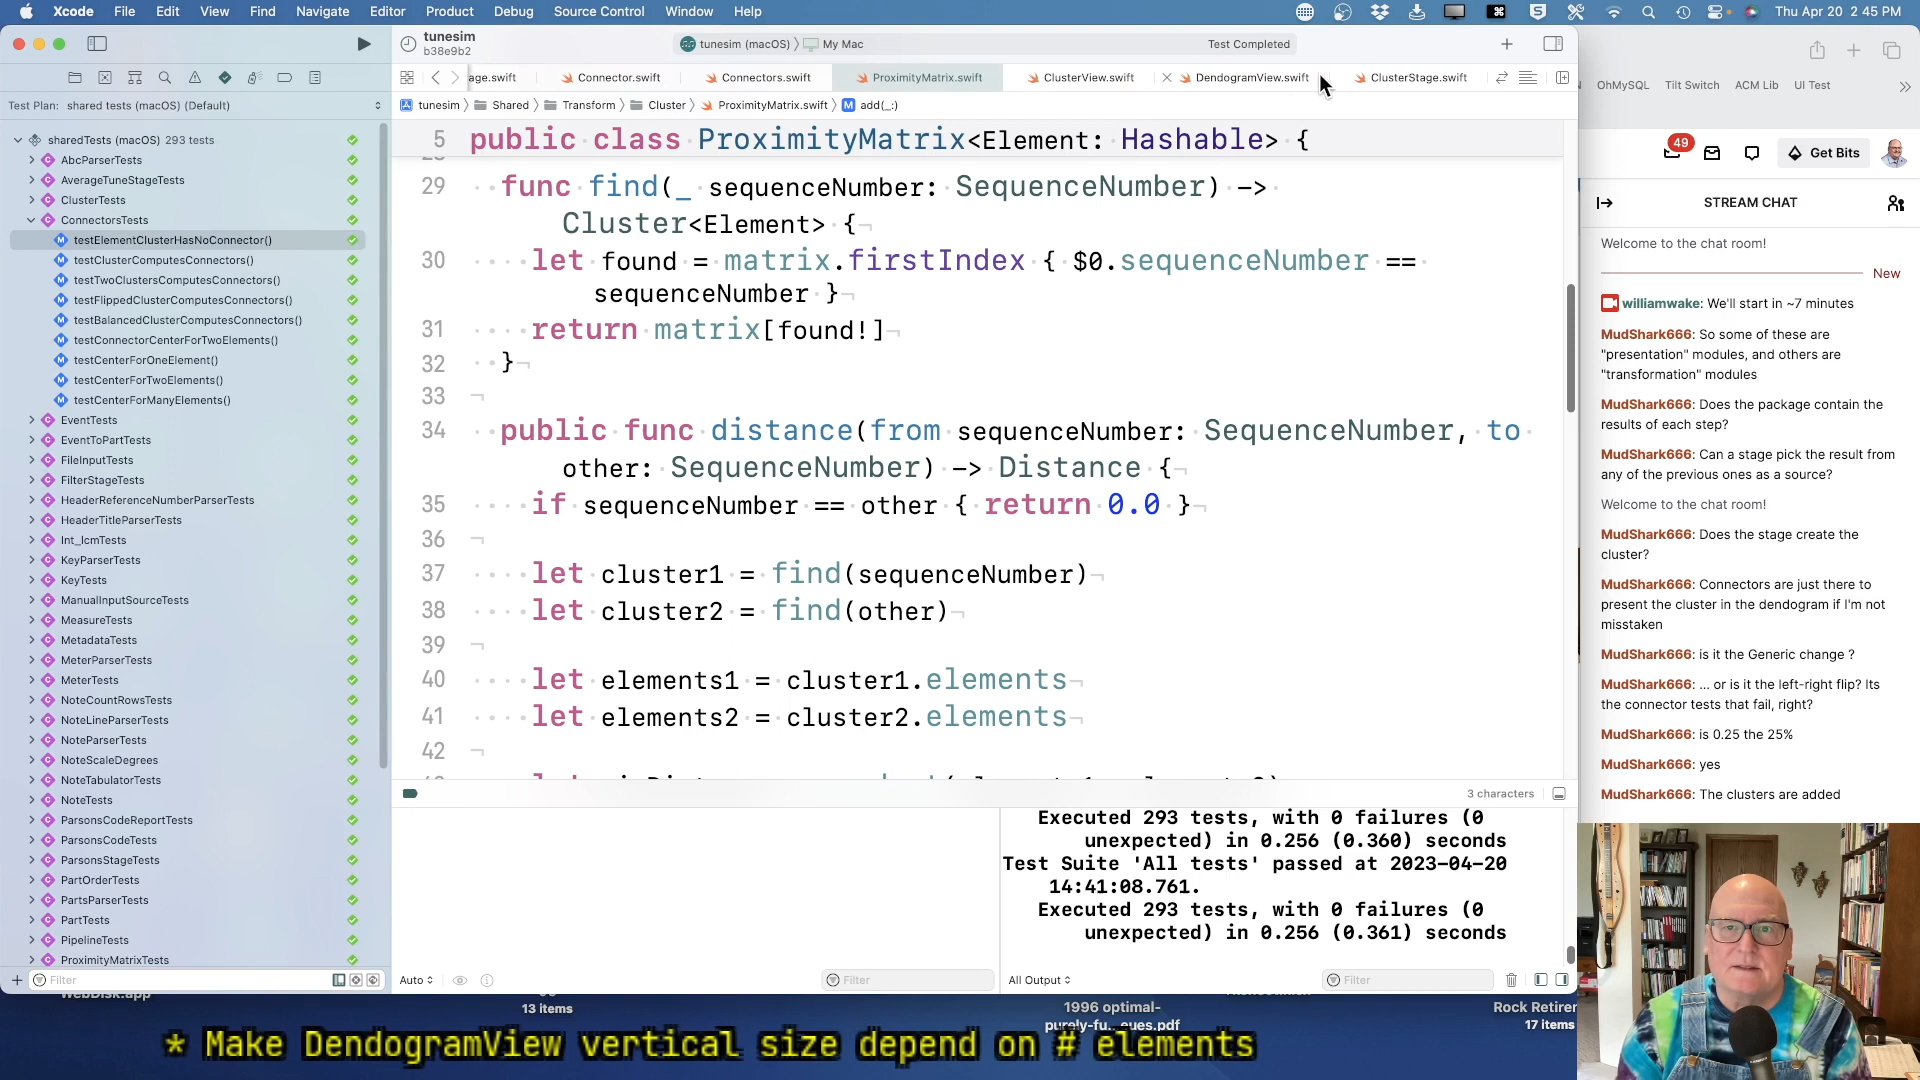 Xcode File Edit View Find Navigate Editor Product Debug Source Control Window Help Thu Apr 20 2:45 PM
tunesim
b38e9b2
tunesim (macOS) My Mac Test Completed
age.swift Connector.swift Connectors.swift ProximityMatrix.swift ClusterView.swift DendogramView.swift ClusterStage.swift
tunesim Shared Transform Cluster ProximityMatrix.swift add(_:)
Test Plan: shared tests (macOS) (Default)
sharedTests (macOS) 293 tests
AbcParserTests
AverageTuneStageTests
ClusterTests
ConnectorsTests
testElementClusterHasNoConnector()
testClusterComputesConnectors()
testTwoClustersComputesConnectors()
testFlippedClusterComputesConnectors()
testBalancedClusterComputesConnectors()
testConnectorCenterForTwoElements()
testCenterForOneElement()
testCenterForTwoElements()
testCenterForManyElements()
EventTests
EventToPartTests
FileInputTests
FilterStageTests
HeaderReferenceNumberParserTests
HeaderTitleParserTests
Int_lcmTests
KeyParserTests
KeyTests
ManualInputSourceTests
MeasureTests
MetadataTests
MeterParserTests
MeterTests
NoteCountRowsTests
NoteLineParserTests
NoteParserTests
NoteScaleDegrees
NoteTabulatorTests
NoteTests
ParsonsCodeReportTests
ParsonsCodeTests
ParsonsStageTests
PartOrderTests
PartsParserTests
PartTests
PipelineTests
ProximityMatrixTests
Filter
5 public class ProximityMatrix<Element: Hashable> {
29 func find(_ sequenceNumber: SequenceNumber) ->
Cluster<Element> {
30 let found = matrix.firstIndex { $0.sequenceNumber ==
sequenceNumber }
31 return matrix[found!]
32 }
33
34 public func distance(from sequenceNumber: SequenceNumber, to
other: SequenceNumber) -> Distance {
35 if sequenceNumber == other { return 0.0 }
36
37 let cluster1 = find(sequenceNumber)
38 let cluster2 = find(other)
39
40 let elements1 = cluster1.elements
41 let elements2 = cluster2.elements
42
3 characters
Executed 293 tests, with 0 failures (0
unexpected) in 0.256 (0.360) seconds
Test Suite 'All tests' passed at 2023-04-20
14:41:08.761.
Executed 293 tests, with 0 failures (0
unexpected) in 0.256 (0.361) seconds
Auto Filter All Output Filter
OhMySQL Tilt Switch ACM Lib UI Test
49 Get Bits
STREAM CHAT
Welcome to the chat room!
New
williamwake: We'll start in ~7 minutes
MudShark666: So some of these are
"presentation" modules, and others are
"transformation" modules
MudShark666: Does the package contain the
results of each step?
MudShark666: Can a stage pick the result from
any of the previous ones as a source?
Welcome to the chat room!
MudShark666: Does the stage create the
cluster?
MudShark666: Connectors are just there to
present the cluster in the dendogram if I'm not
misstaken
MudShark666: is it the Generic change ?
MudShark666: ... or is it the left-right flip? Its
the connector tests that fail, right?
MudShark666: is 0.25 the 25%
MudShark666: yes
MudShark666: The clusters are added
WebDisk.app
13 items
1996 optimal-
purely-fu...eues.pdf
Rock Retirer
17 items
* Make DendogramView vertical size depend on # elements